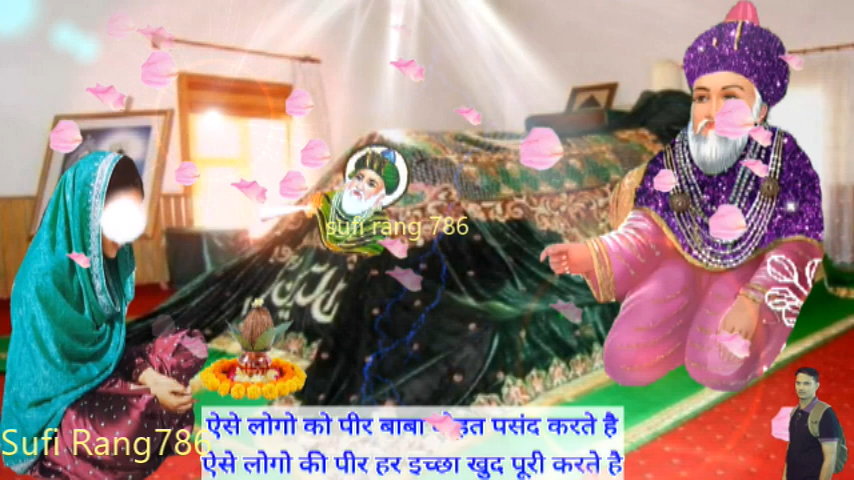 sufi rang 786
ऐसे लोगो को पीर बाबा पसंद करते है
ऐसे लोगो की पीर हर इच्छा खुद पूरी करते है
Sufi Rang786